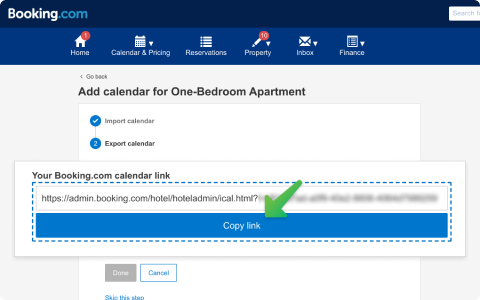 Booking.com
Search
1
10
Home
Calendar & Pricing
Reservations
Property
Inbox
Finance
Go back
Add calendar for One-Bedroom Apartment
Import calendar
2
Export calendar
Your Booking.com calendar link
https://admin.booking.com/hotel/hoteladmin/ical.html?
Copy link
Done
Cancel
Skip this step